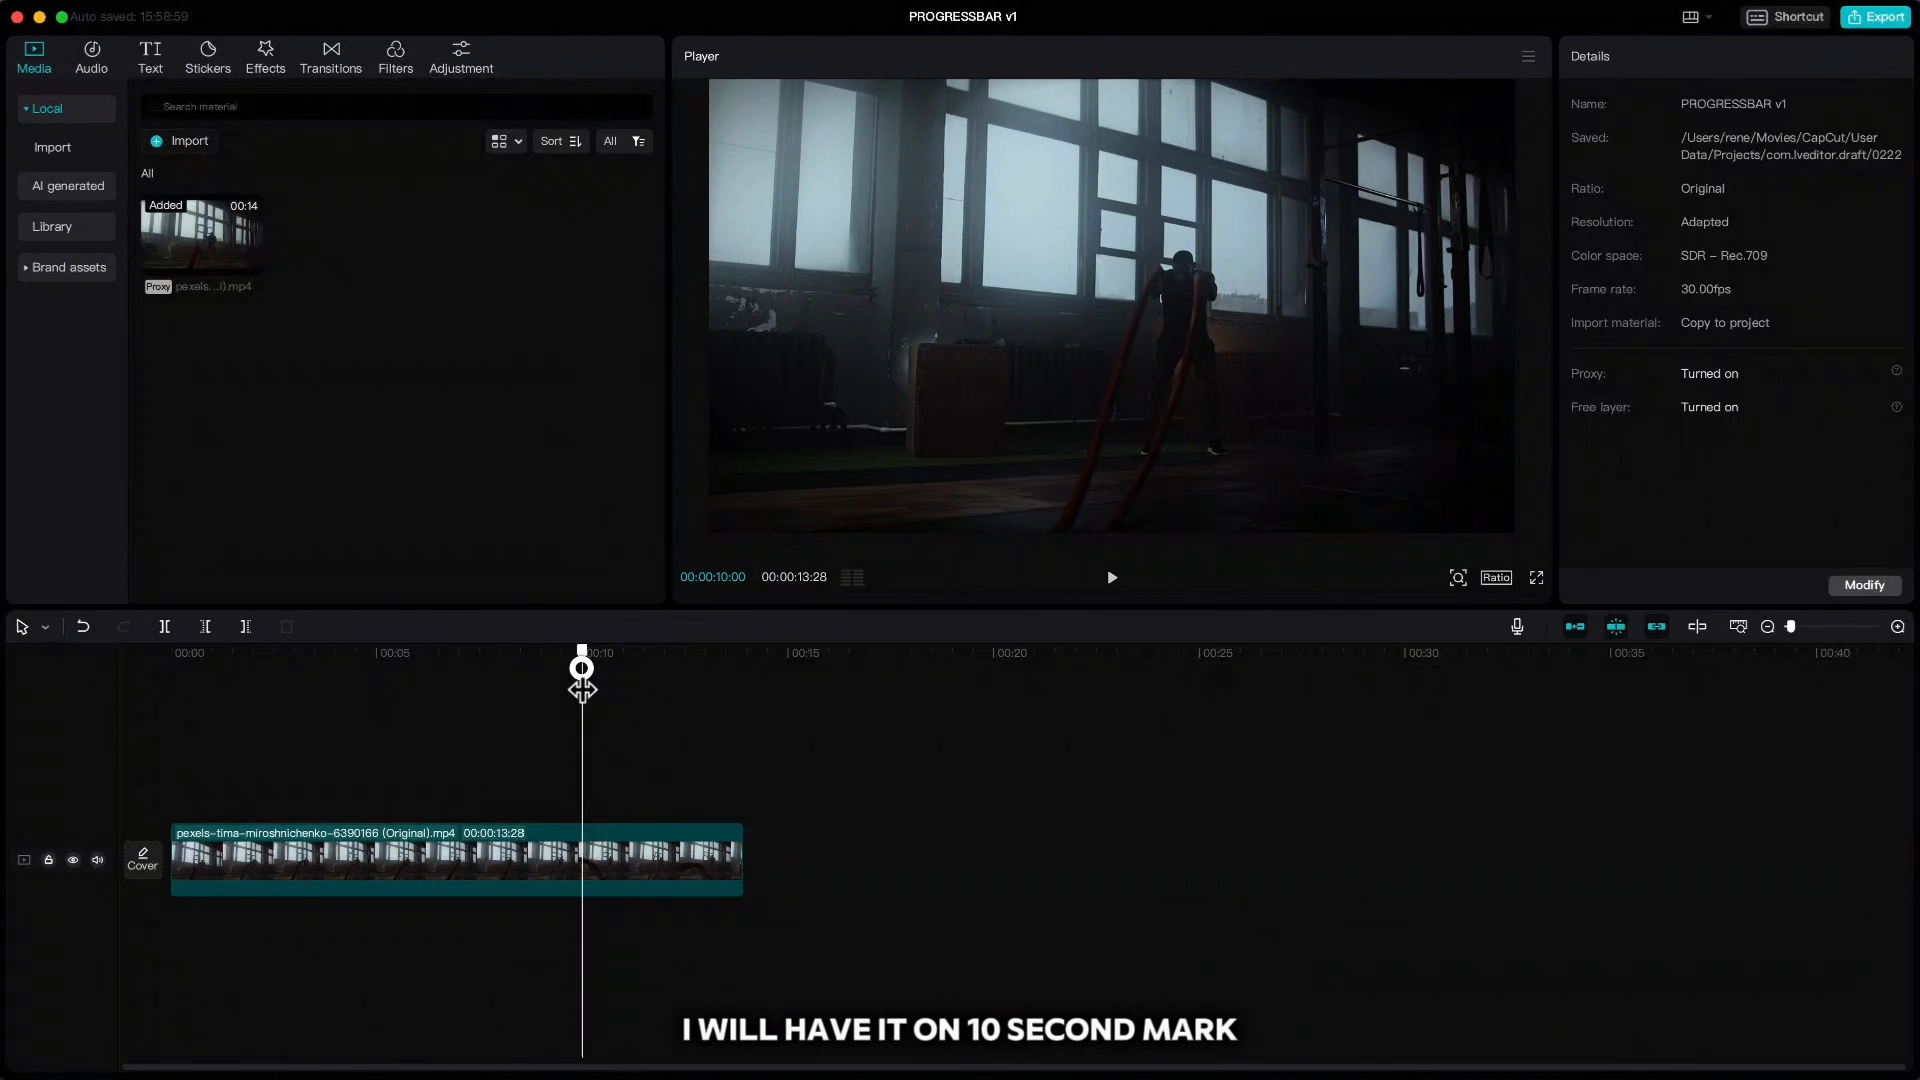 Auto saved: 15:58:59
PROGRESSBAR v1
Shortcut
Export
Media
Audio
Text
Stickers
Effects
Transitions
Filters
Adjustment
Local
Import
AI generated
Library
Brand assets
Search material
Import
Sort
All
All
Added
00:14
Proxy
pexels...l).mp4
Player
00:00:10:00
00:00:13:28
Ratio
Details
Name:
PROGRESSBAR v1
Saved:
/Users/rene/Movies/CapCut/User
Data/Projects/com.lveditor.draft/0222
Ratio:
Original
Resolution:
Adapted
Color space:
SDR – Rec.709
Frame rate:
30.00fps
Import material:
Copy to project
Proxy:
Turned on
Free layer:
Turned on
Modify
00:00
00:05
00:10
00:15
00:20
00:25
00:30
00:35
00:40
Cover
pexels-tima-miroshnichenko-6390166 (Original).mp4 00:00:13:28
I WILL HAVE IT ON 10 SECOND MARK